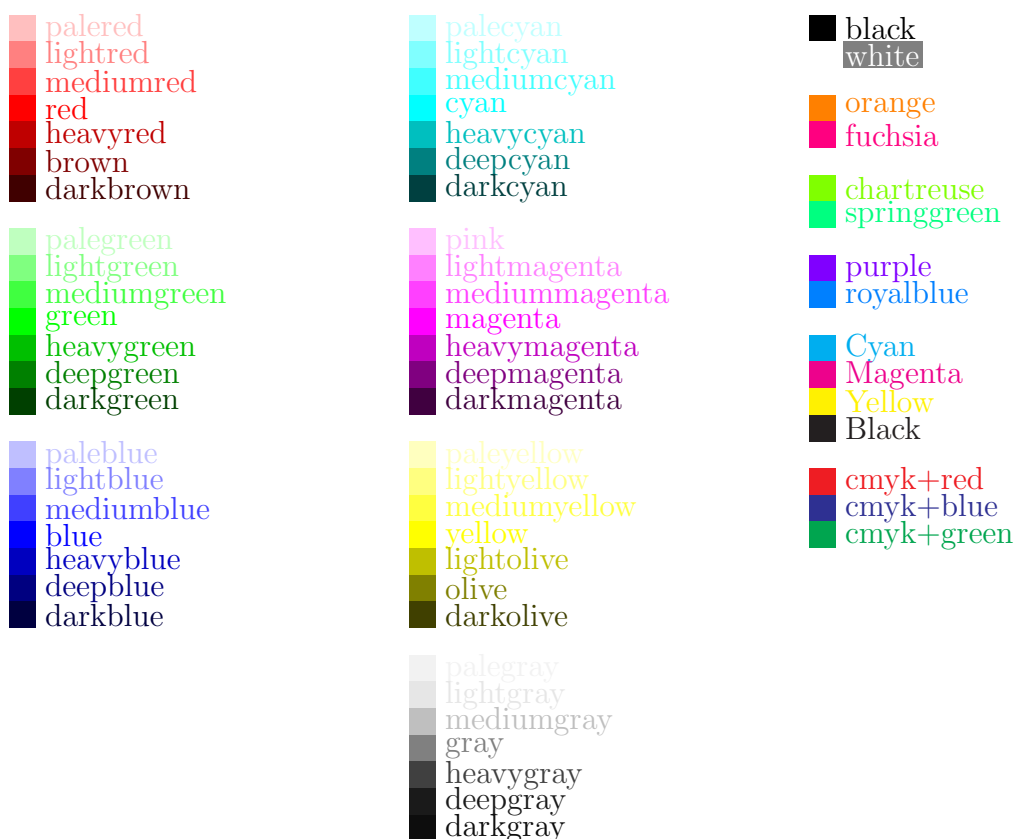 palered
lightred
mediumred
red
heavyred
brown
darkbrown
palegreen
lightgreen
mediumgreen
green
heavygreen
deepgreen
darkgreen
paleblue
lightblue
mediumblue
blue
heavyblue
deepblue
darkblue
palecyan
lightcyan
mediumcyan
cyan
heavycyan
deepcyan
darkcyan
pink
lightmagenta
mediummagenta
magenta
heavymagenta
deepmagenta
darkmagenta
paleyellow
lightyellow
mediumyellow
yellow
lightolive
olive
darkolive
palegray
lightgray
mediumgray
gray
heavygray
deepgray
darkgray
black
white
orange
fuchsia
chartreuse
springgreen
purple
royalblue
Cyan
Magenta
Yellow
Black
cmyk+red
cmyk+blue
cmyk+green